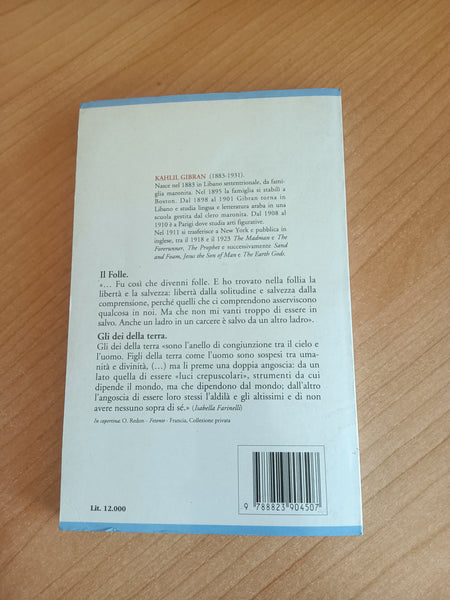 KAHLIL GIBRAN (1883-1931).
Nasce nel 1883 in Libano settentrionale, da fami-
glia maronita. Nel 1895 la famiglia si stabilì a
Boston. Dal 1898 al 1901 Gibran torna in
Libano e studia lingua e letteratura araba in una
scuola gestita dal clero maronita. Dal 1908 al
1910 è a Parigi dove studia arti figurative.
Nel 1911 si trasferisce a New York e pubblica in
inglese, tra il 1918 e il 1923 The Madman e The
Forerunner, The Prophet e successivamente Sand
and Foam, Jesus the Son of Man e The Earth Gods.
Il Folle.
«... Fu così che divenni folle. E ho trovato nella follia la
libertà e la salvezza: libertà dalla solitudine e salvezza dalla
comprensione, perché quelli che ci comprendono asserviscono
qualcosa in noi. Ma che non mi vanti troppo di essere in
salvo. Anche un ladro in un carcere è salvo da un altro ladro».
Gli dei della terra.
Gli dei della terra «sono l'anello di congiunzione tra il cielo e
l'uomo. Figli della terra come l'uomo sono sospesi tra uma-
nità e divinità, (...) ma li preme una doppia angoscia: da un
lato quella di essere «luci crepuscolari», strumenti da cui
dipende il mondo, ma che dipendono dal mondo; dall'altro
l'angoscia di essere loro stessi l'aldilà e gli altissimi e di non
avere nessuno sopra di sé.» (Isabella Farinelli)
In copertina: O. Redon - Fenouir - Francia, Collezione privata
Lit. 12.000
9 788823 904507